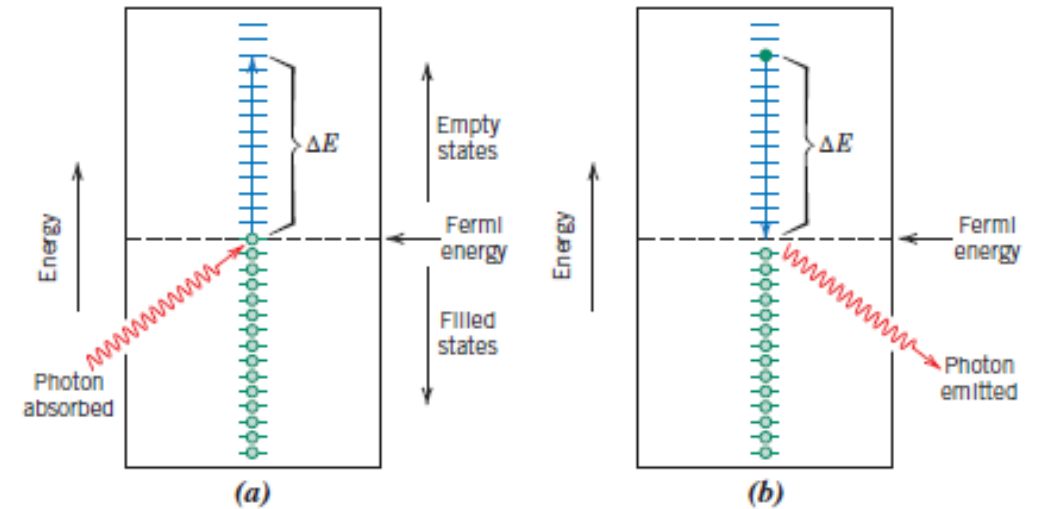 Energy
Photon
absorbed
ΔE
Empty
states
Fermi
energy
Filled
states
(a)
Energy
ΔE
Fermi
energy
Photon
emitted
(b)